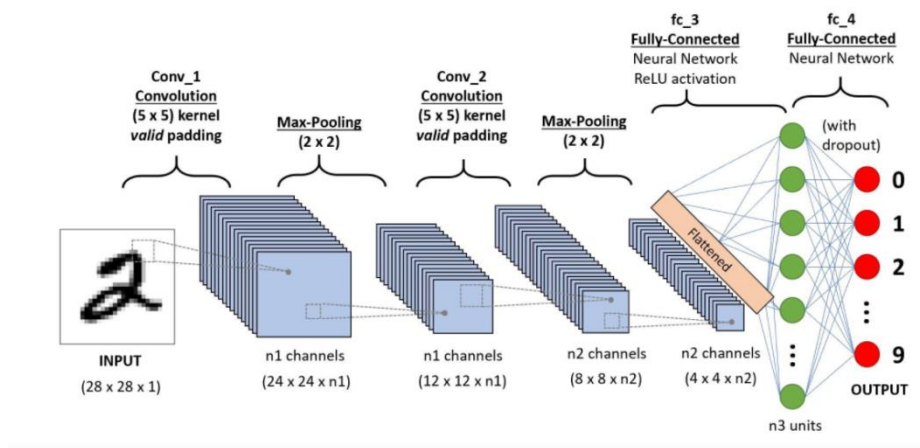 fc_3
Fully-Connected
Neural Network
ReLU activation
fc_4
Fully-Connected
Neural Network
Conv_1
Convolution
(5 x 5) kernel
valid padding
Max-Pooling
(2 x 2)
Conv_2
Convolution
(5 x 5) kernel
valid padding
Max-Pooling
(2 x 2)
(with
dropout)
2
Flattened
0
1
2
9
INPUT
(28 x 28 x 1)
n1 channels
(24 x 24 x n1)
n1 channels
(12 x 12 x n1)
n2 channels
(8 x 8 x n2)
n2 channels
(4 x 4 x n2)
OUTPUT
n3 units